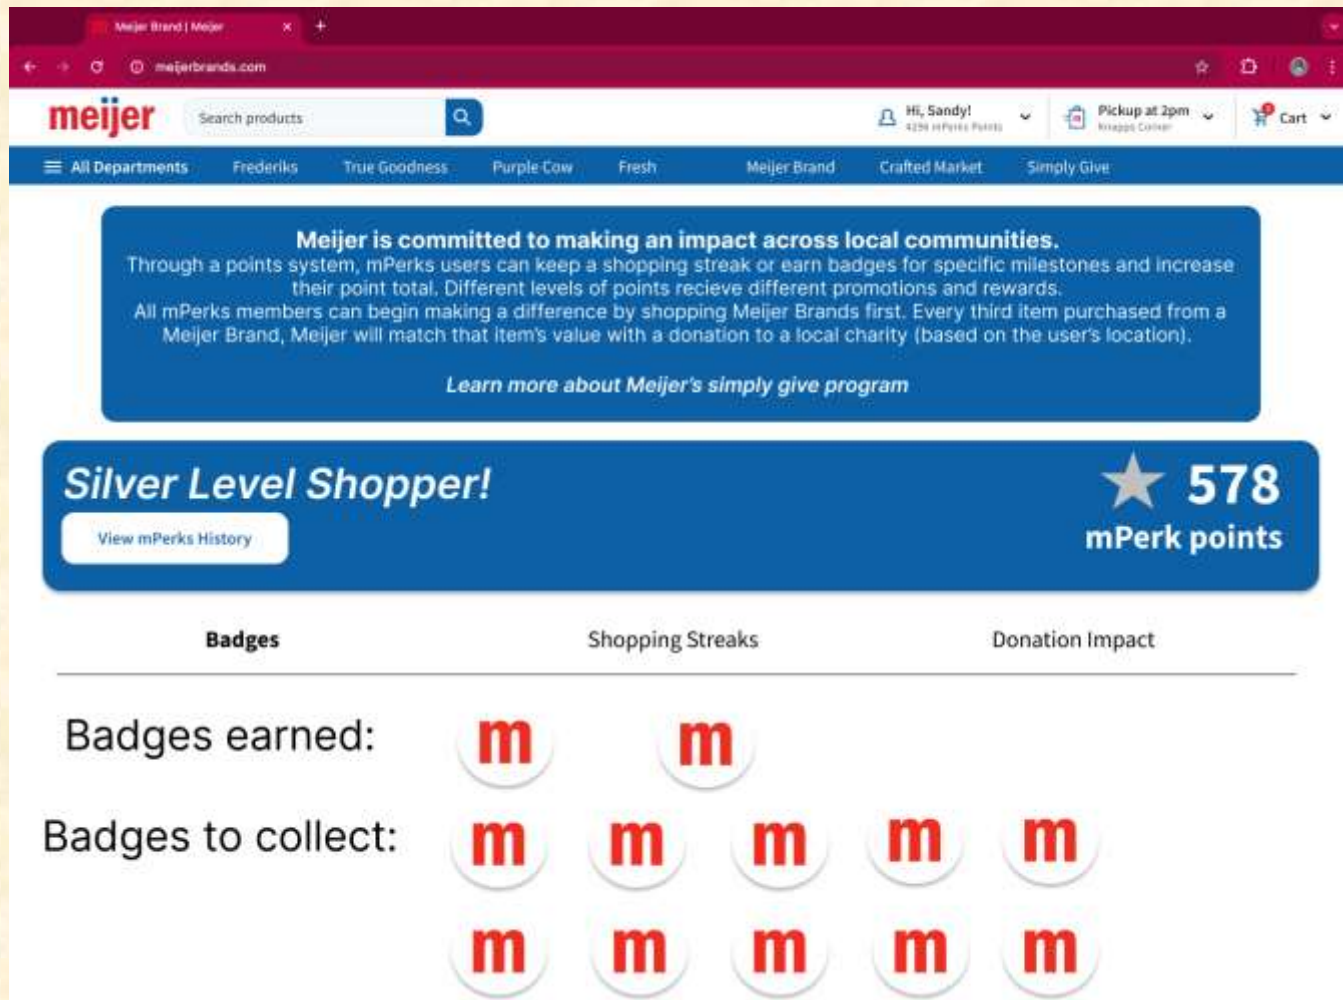 Meijer Brand | Meijer
meijerbrands.com
meijer
Search products
Hi, Sandy!
4296 mPerks Points
Pickup at 2pm
Knapps Corner
Cart
All Departments Frederiks True Goodness Purple Cow Fresh Meijer Brand Crafted Market Simply Give
Meijer is committed to making an impact across local communities.
Through a points system, mPerks users can keep a shopping streak or earn badges for specific milestones and increase
their point total. Different levels of points recieve different promotions and rewards.
All mPerks members can begin making a difference by shopping Meijer Brands first. Every third item purchased from a
Meijer Brand, Meijer will match that item's value with a donation to a local charity (based on the user's location).
Learn more about Meijer's simply give program
Silver Level Shopper!
View mPerks History
578
mPerk points
Badges Shopping Streaks Donation Impact
Badges earned:
m m
Badges to collect:
m m m m m
m m m m m